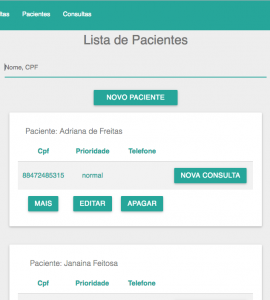 tas Pacientes Consultas
Lista de Pacientes
Nome, CPF
NOVO PACIENTE
Paciente: Adriana de Freitas
Cpf Prioridade Telefone
88472485315 normal NOVA CONSULTA
MAIS EDITAR APAGAR
Paciente: Janaina Feitosa
Cpf Prioridade Telefone